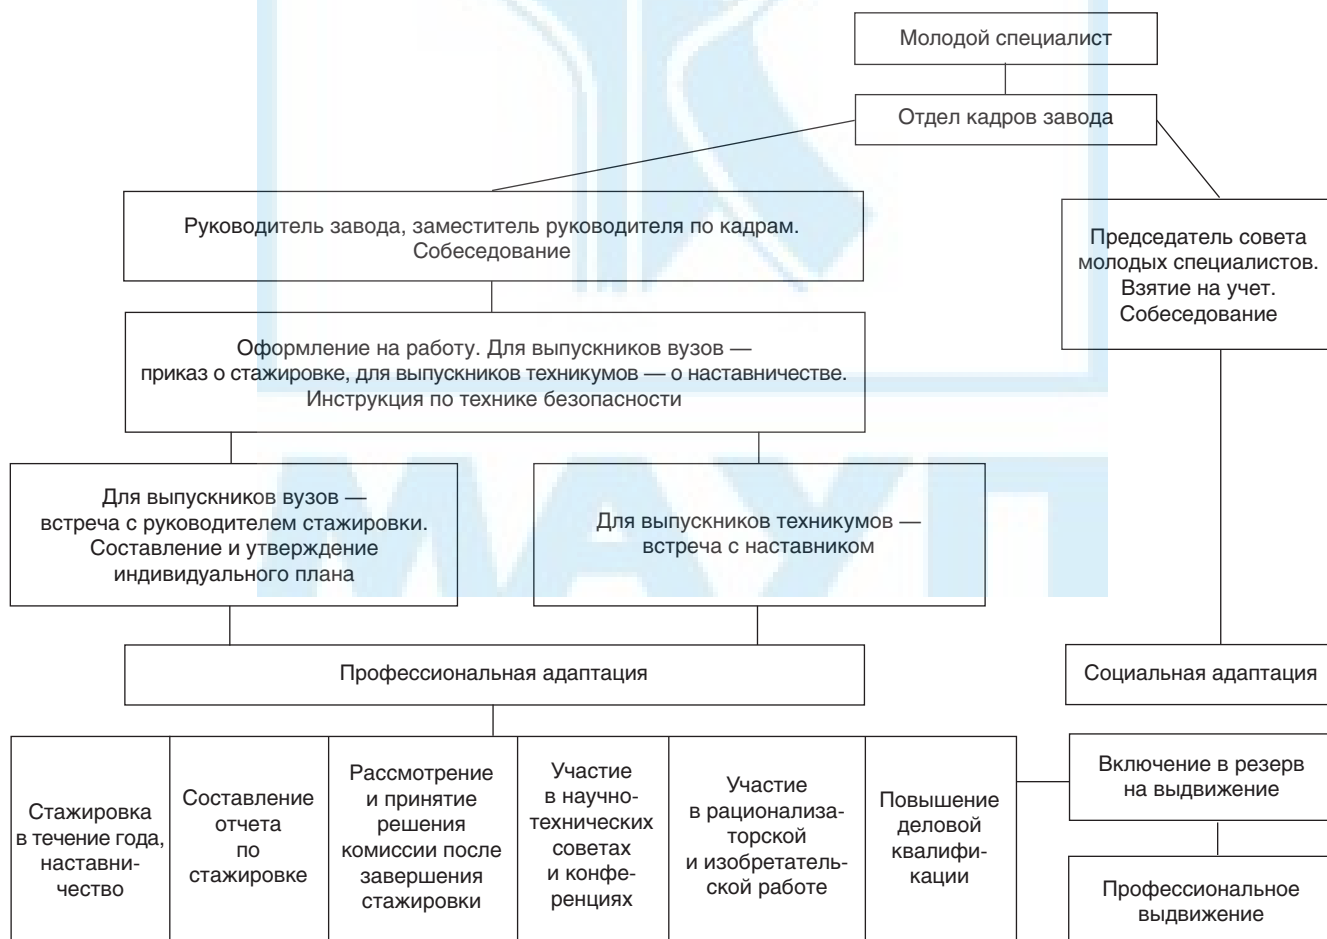 Молодой специалист
Отдел кадров завода
Руководитель завода, заместитель руководителя по кадрам.
Собеседование
Председатель совета
молодых специалистов.
Взятие на учет.
Собеседование
Оформление на работу. Для выпускников вузов —
приказ о стажировке, для выпускников техникумов — о наставничестве.
Инструкция по технике безопасности
Для выпускников вузов —
встреча с руководителем стажировки.
Составление и утверждение
индивидуального плана
Для выпускников техникумов —
встреча с наставником
Профессиональная адаптация
Социальная адаптация
Стажировка
в течение года,
наставни-
чество
Составление
отчета
по
стажировке
Рассмотрение
и принятие
решения
комиссии после
завершения
стажировки
Участие
в научно-
технических
советах
и конфе-
ренциях
Участие
в рационализа-
торской
и изобретатель-
ской работе
Повышение
деловой
квалифи-
кации
Включение в резерв
на выдвижение
Профессиональное
выдвижение
МАУП